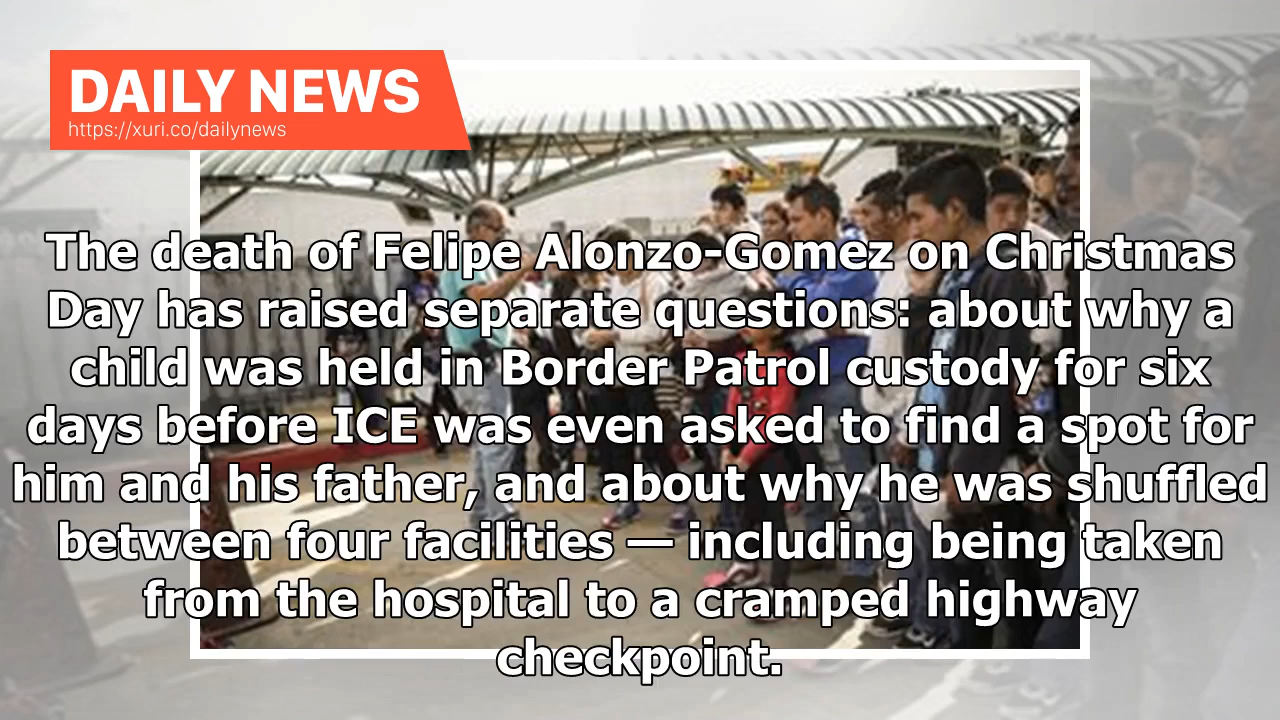 DAILY NEWS
https://xuri.co/dailynews
The death of Felipe Alonzo-Gomez on Christmas
Day has raised separate questions: about why a
child was held in Border Patrol custody for six
days before ICE was even asked to find a spot for
him and his father, and about why he was shuffled
between four facilities — including being taken
from the hospital to a cramped highway
checkpoint.